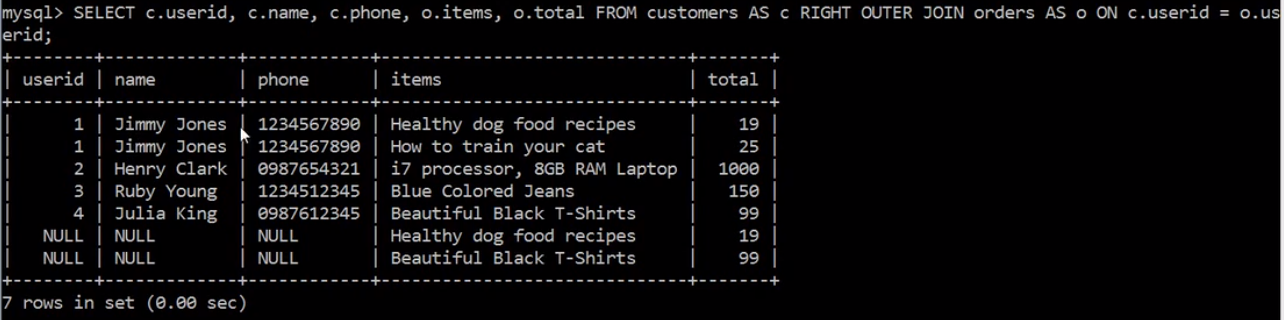 mysql> SELECT c.userid, c.name, c.phone, o.items, o.total FROM customers AS c RIGHT OUTER JOIN orders AS o ON c.userid = o.us
erid;
+--------+-------------+------------+------------------------------+-------+
| userid | name        | phone      | items                        | total |
+--------+-------------+------------+------------------------------+-------+
|      1 | Jimmy Jones | 1234567890 | Healthy dog food recipes     |    19 |
|      1 | Jimmy Jones | 1234567890 | How to train your cat        |    25 |
|      2 | Henry Clark | 0987654321 | i7 processor, 8GB RAM Laptop |  1000 |
|      3 | Ruby Young  | 1234512345 | Blue Colored Jeans           |   150 |
|      4 | Julia King  | 0987612345 | Beautiful Black T-Shirts     |    99 |
|   NULL | NULL        | NULL       | Healthy dog food recipes     |    19 |
|   NULL | NULL        | NULL       | Beautiful Black T-Shirts     |    99 |
+--------+-------------+------------+------------------------------+-------+
7 rows in set (0.00 sec)